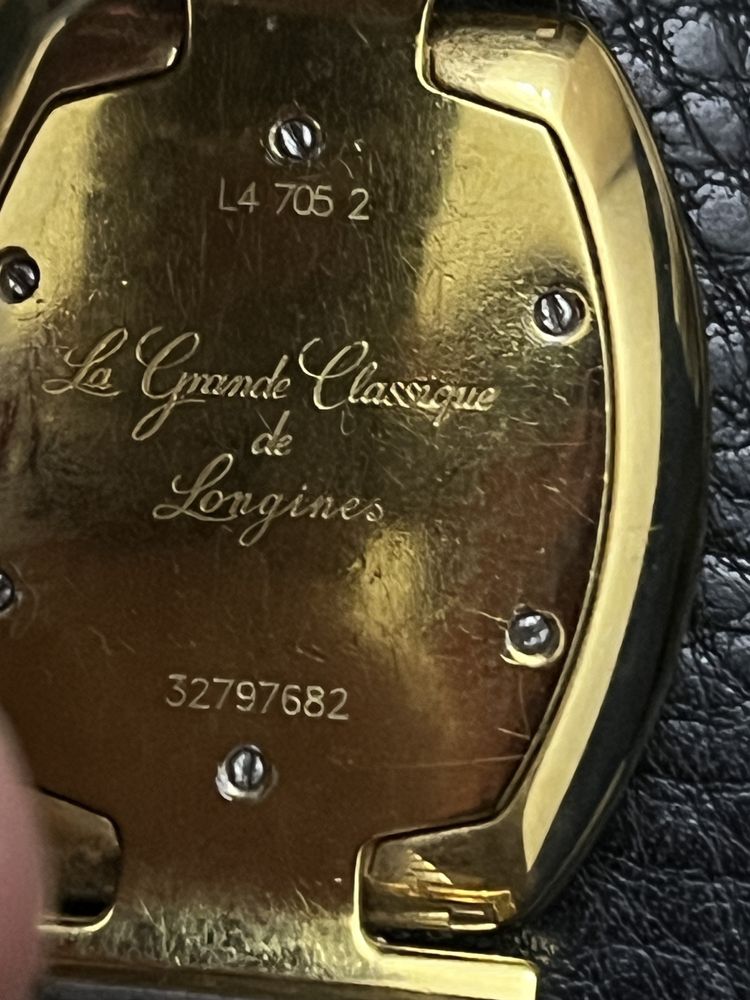 L4 705 2
La Grande Classique
de
Longines
32797682